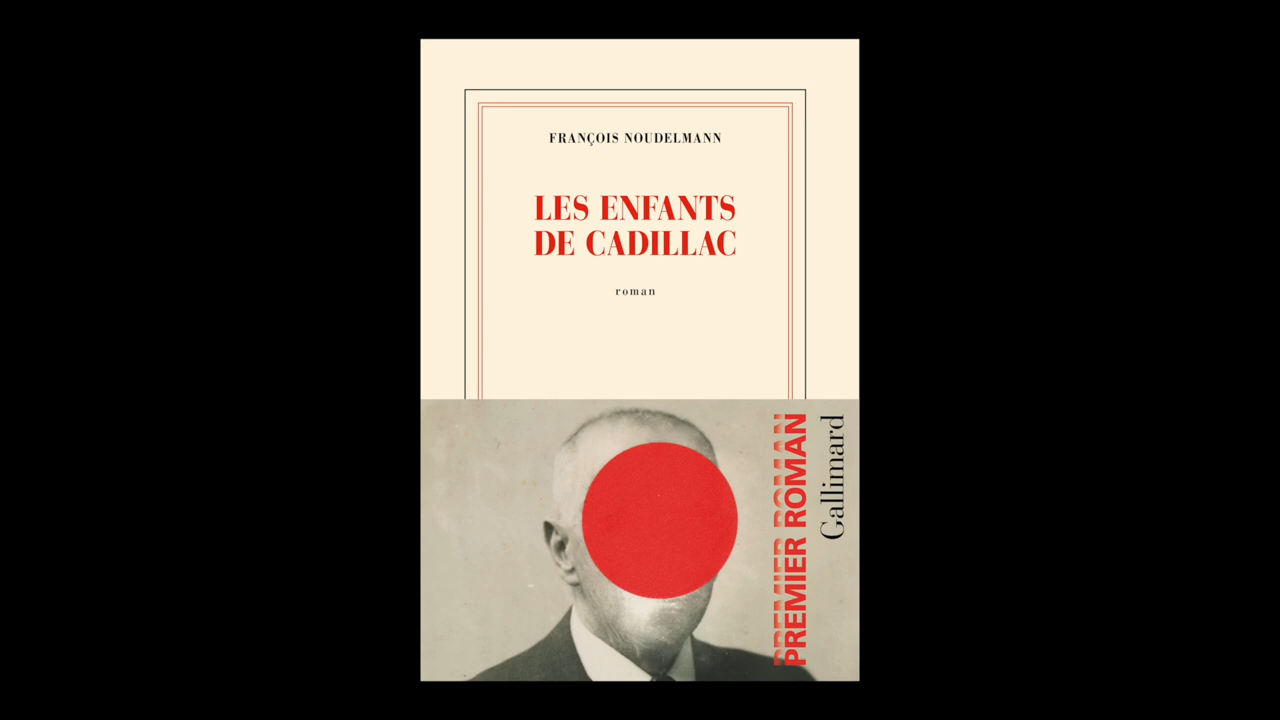 FRANÇOIS NOUDELMANN
LES ENFANTS
DE CADILLAC
roman
PREMIER ROMAN
PREMIER ROMAN
Gallimard